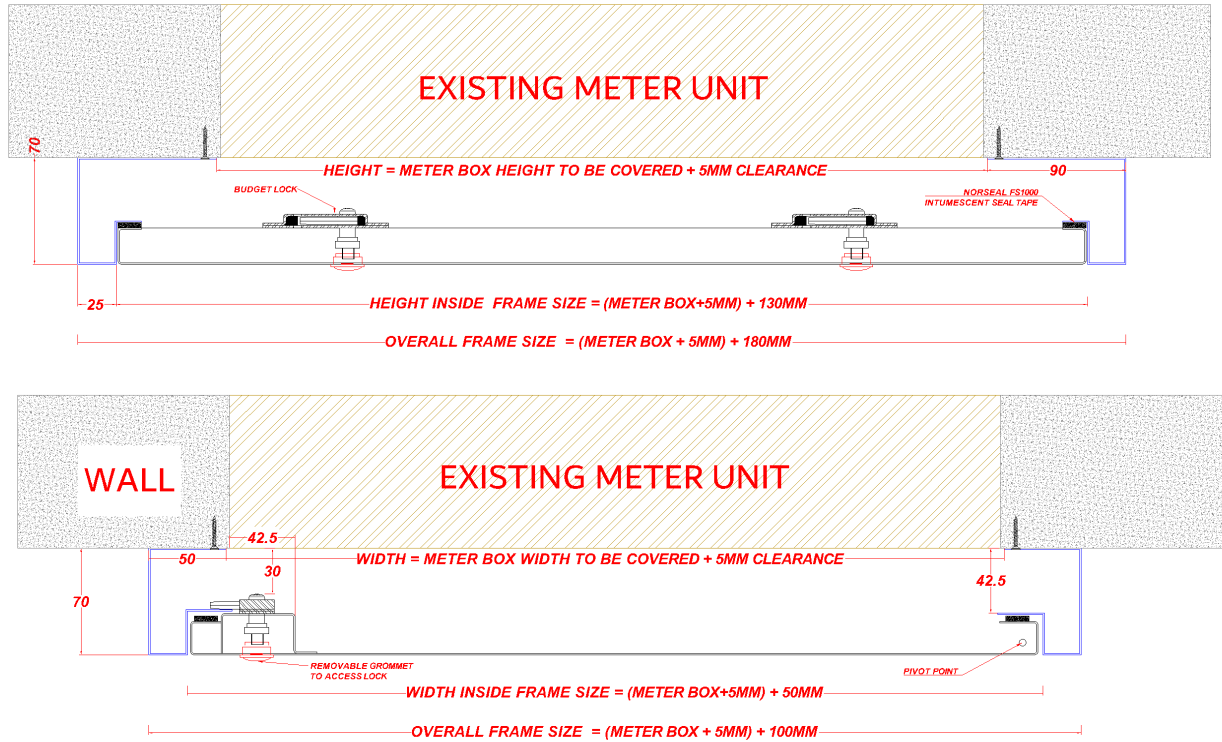 EXISTING METER UNIT
70
HEIGHT = METER BOX HEIGHT TO BE COVERED + 5MM CLEARANCE
90
BUDGET LOCK
NORSEAL FS1000
INTUMESCENT SEAL TAPE
25
HEIGHT INSIDE FRAME SIZE = (METER BOX+5MM) + 130MM
OVERALL FRAME SIZE = (METER BOX + 5MM) + 180MM
WALL
EXISTING METER UNIT
42.5
50
WIDTH = METER BOX WIDTH TO BE COVERED + 5MM CLEARANCE
30
42.5
70
REMOVABLE GROMMET
TO ACCESS LOCK
PIVOT POINT
WIDTH INSIDE FRAME SIZE = (METER BOX+5MM) + 50MM
OVERALL FRAME SIZE = (METER BOX + 5MM) + 100MM